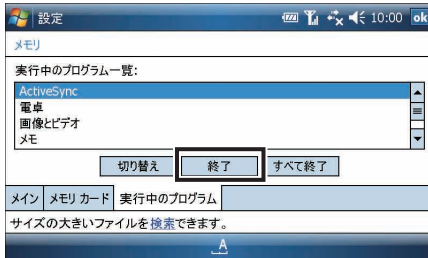 設定 10:00 ok
メモリ
実行中のプログラム一覧:
ActiveSync
電卓
画像とビデオ
メモ
切り替え 終了 すべて終了
メイン メモリ カード 実行中のプログラム
サイズの大きいファイルを検索できます。
A